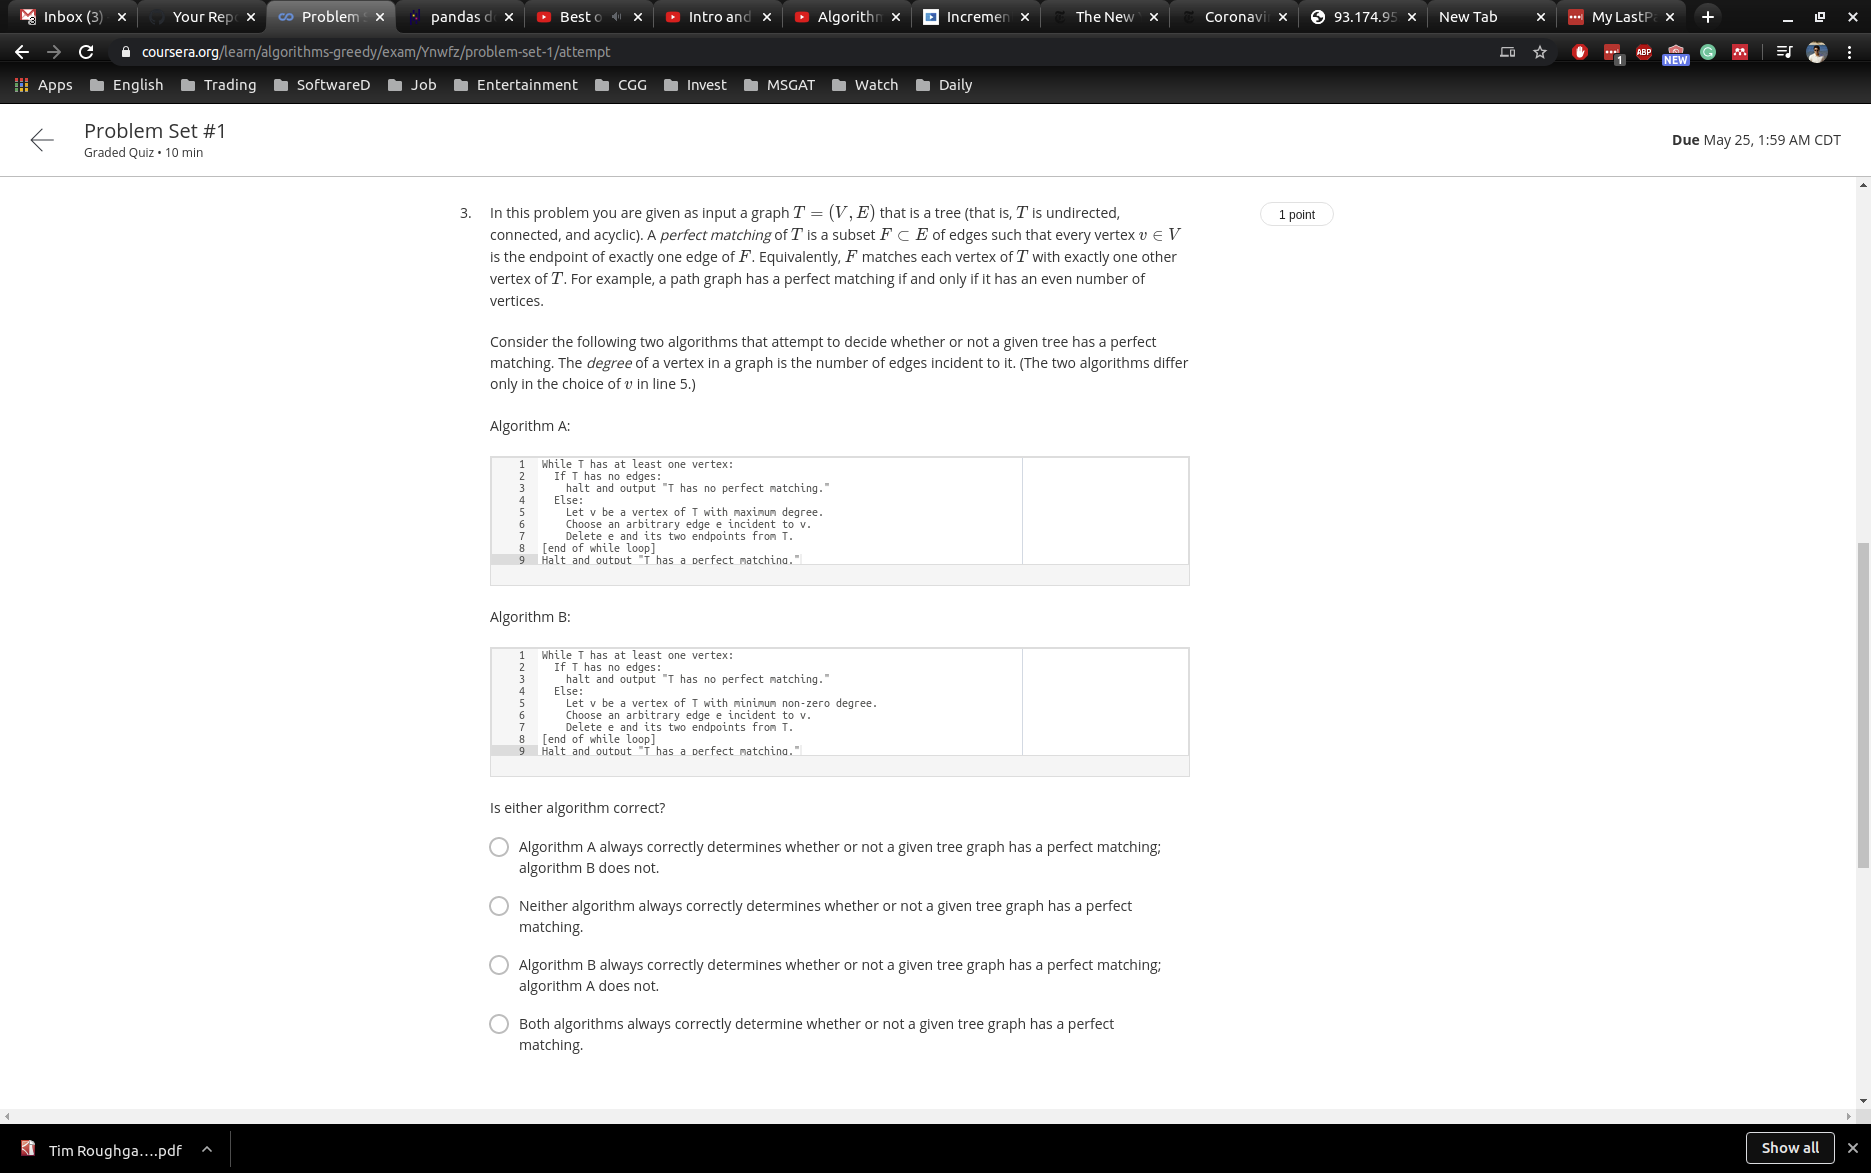 Inbox (3)
Your Rep
Problem
pandas d
Best o
Intro and
Algorithm
Incremen
The New
Coronavi
93.174.95
New Tab
My LastP
coursera.org/learn/algorithms-greedy/exam/Ynwfz/problem-set-1/attempt
1
ABP
NEW
Apps
English
Trading
SoftwareD
Job
Entertainment
CGG
Invest
MSGAT
Watch
Daily
Problem Set #1
Graded Quiz • 10 min
Due May 25, 1:59 AM CDT
3. In this problem you are given as input a graph T = (V, E) that is a tree (that is, T is undirected,
1 point
connected, and acyclic). A perfect matching of T is a subset F ⊂ E of edges such that every vertex v ∈ V
is the endpoint of exactly one edge of F. Equivalently, F matches each vertex of T with exactly one other
vertex of T. For example, a path graph has a perfect matching if and only if it has an even number of
vertices.
Consider the following two algorithms that attempt to decide whether or not a given tree has a perfect
matching. The degree of a vertex in a graph is the number of edges incident to it. (The two algorithms differ
only in the choice of v in line 5.)
Algorithm A:
1 While T has at least one vertex:
2 If T has no edges:
3 halt and output "T has no perfect matching."
4 Else:
5 Let v be a vertex of T with maximum degree.
6 Choose an arbitrary edge e incident to v.
7 Delete e and its two endpoints from T.
8 [end of while loop]
9 Halt and output "T has a perfect matching."
Algorithm B:
1 While T has at least one vertex:
2 If T has no edges:
3 halt and output "T has no perfect matching."
4 Else:
5 Let v be a vertex of T with minimum non-zero degree.
6 Choose an arbitrary edge e incident to v.
7 Delete e and its two endpoints from T.
8 [end of while loop]
9 Halt and output "T has a perfect matching."
Is either algorithm correct?
Algorithm A always correctly determines whether or not a given tree graph has a perfect matching;
algorithm B does not.
Neither algorithm always correctly determines whether or not a given tree graph has a perfect
matching.
Algorithm B always correctly determines whether or not a given tree graph has a perfect matching;
algorithm A does not.
Both algorithms always correctly determine whether or not a given tree graph has a perfect
matching.
Tim Roughga....pdf
Show all